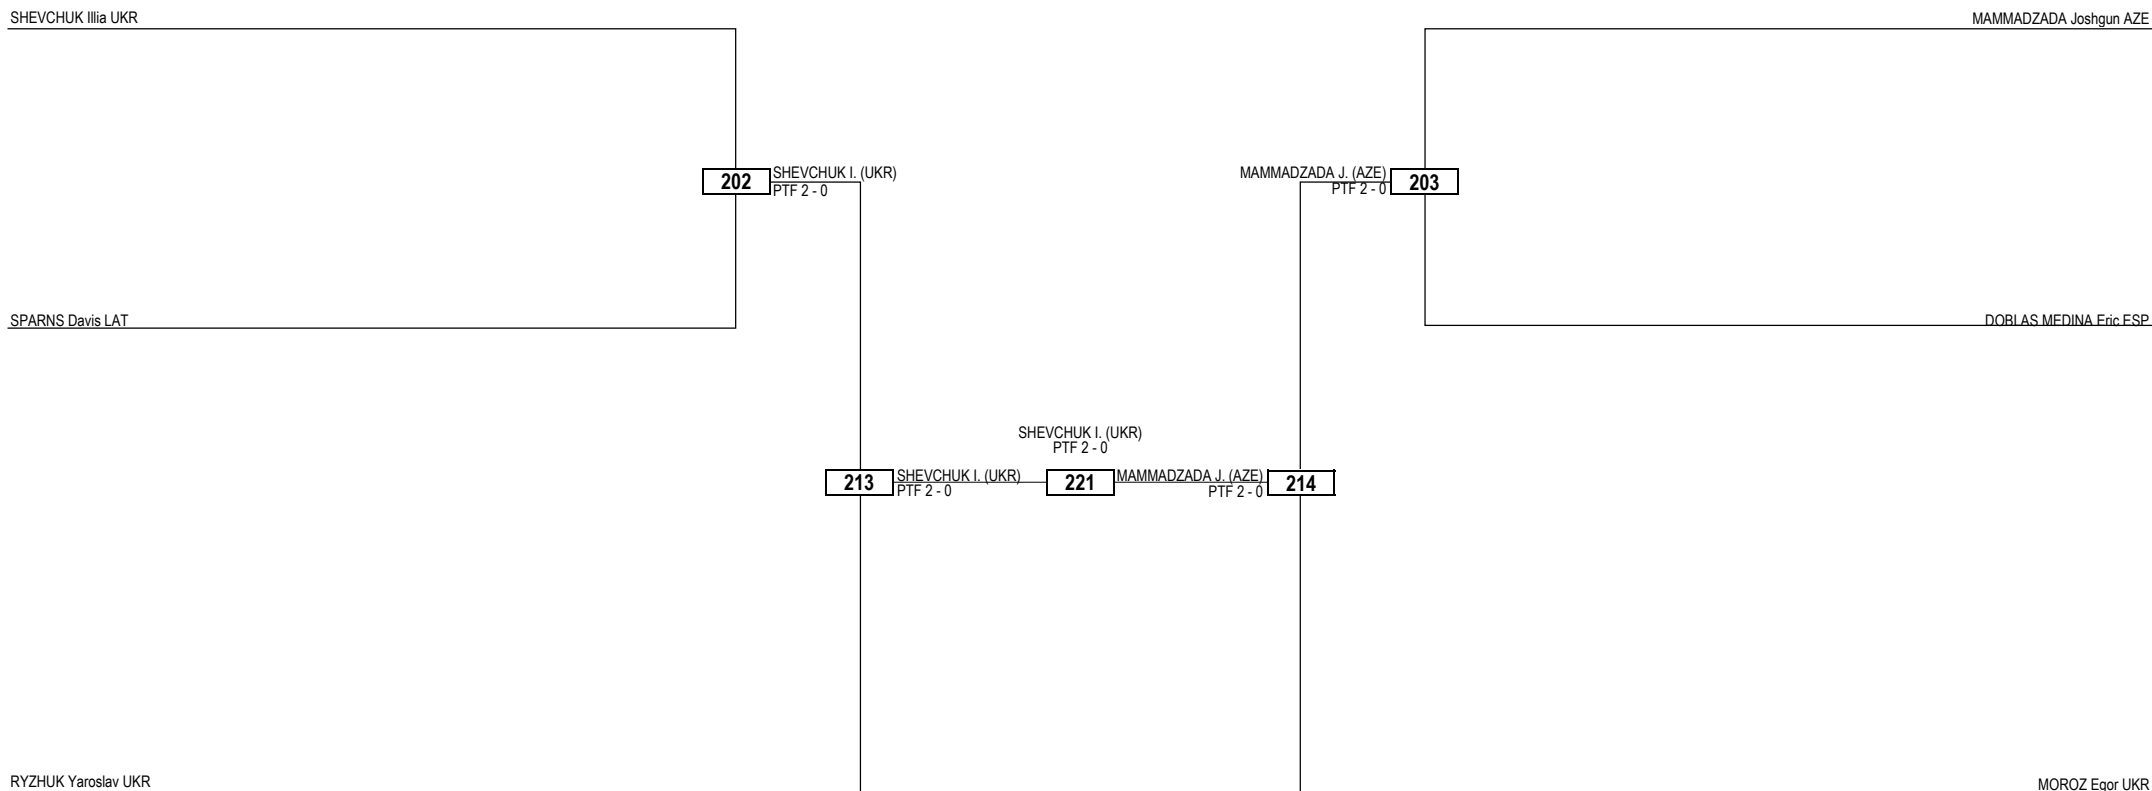 SHEVCHUK Illia UKR
MAMMADZADA Joshgun AZE
202
SHEVCHUK I. (UKR)
PTF 2 - 0
MAMMADZADA J. (AZE)
PTF 2 - 0
203
SPARNS Davis LAT
DOBLAS MEDINA Eric ESP
SHEVCHUK I. (UKR)
PTF 2 - 0
213
SHEVCHUK I. (UKR)
PTF 2 - 0
221
MAMMADZADA J. (AZE)
PTF 2 - 0
214
RYZHUK Yaroslav UKR
MOROZ Egor UKR